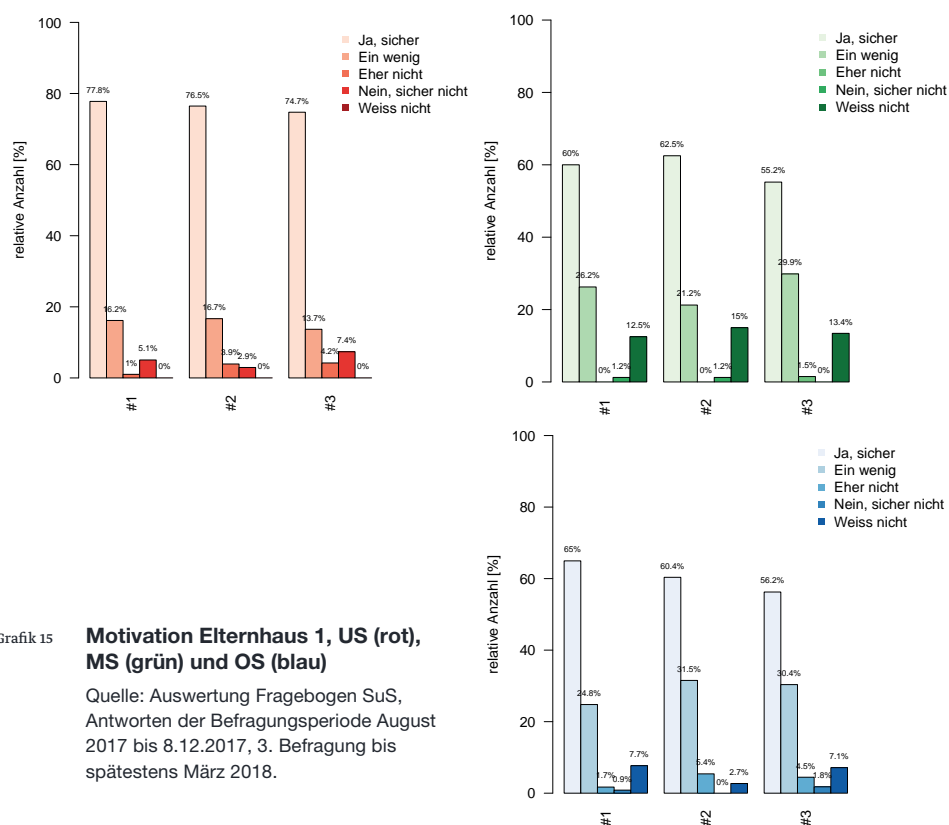 100
80
60
40
20
0
relative Anzahl [%]
Ja, sicher
Ein wenig
Eher nicht
Nein, sicher nicht
Weiss nicht
77.8%
16.2%
1%
5.1%
0%
76.5%
16.7%
3.9%
2.9%
0%
74.7%
13.7%
4.2%
7.4%
0%
#1
#2
#3
100
80
60
40
20
0
relative Anzahl [%]
Ja, sicher
Ein wenig
Eher nicht
Nein, sicher nicht
Weiss nicht
60%
26.2%
0%
1.2%
12.5%
62.5%
21.2%
0%
1.2%
15%
55.2%
29.9%
1.5%
0%
13.4%
#1
#2
#3
100
80
60
40
20
0
relative Anzahl [%]
Ja, sicher
Ein wenig
Eher nicht
Nein, sicher nicht
Weiss nicht
65%
24.8%
1.7%
0.9%
7.7%
60.4%
31.5%
5.4%
0%
2.7%
56.2%
30.4%
4.5%
1.8%
7.1%
#1
#2
#3
Grafik 15
Motivation Elternhaus 1, US (rot),
MS (grün) und OS (blau)
Quelle: Auswertung Fragebogen SuS,
Antworten der Befragungsperiode August
2017 bis 8.12.2017, 3. Befragung bis
spätestens März 2018.